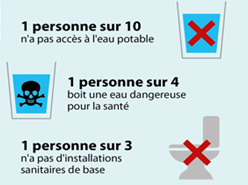 1 personne sur 10
n'a pas accès à l'eau potable
1 personne sur 4
boit une eau dangereuse
pour la santé
1 personne sur 3
n'a pas d'installations
sanitaires de base